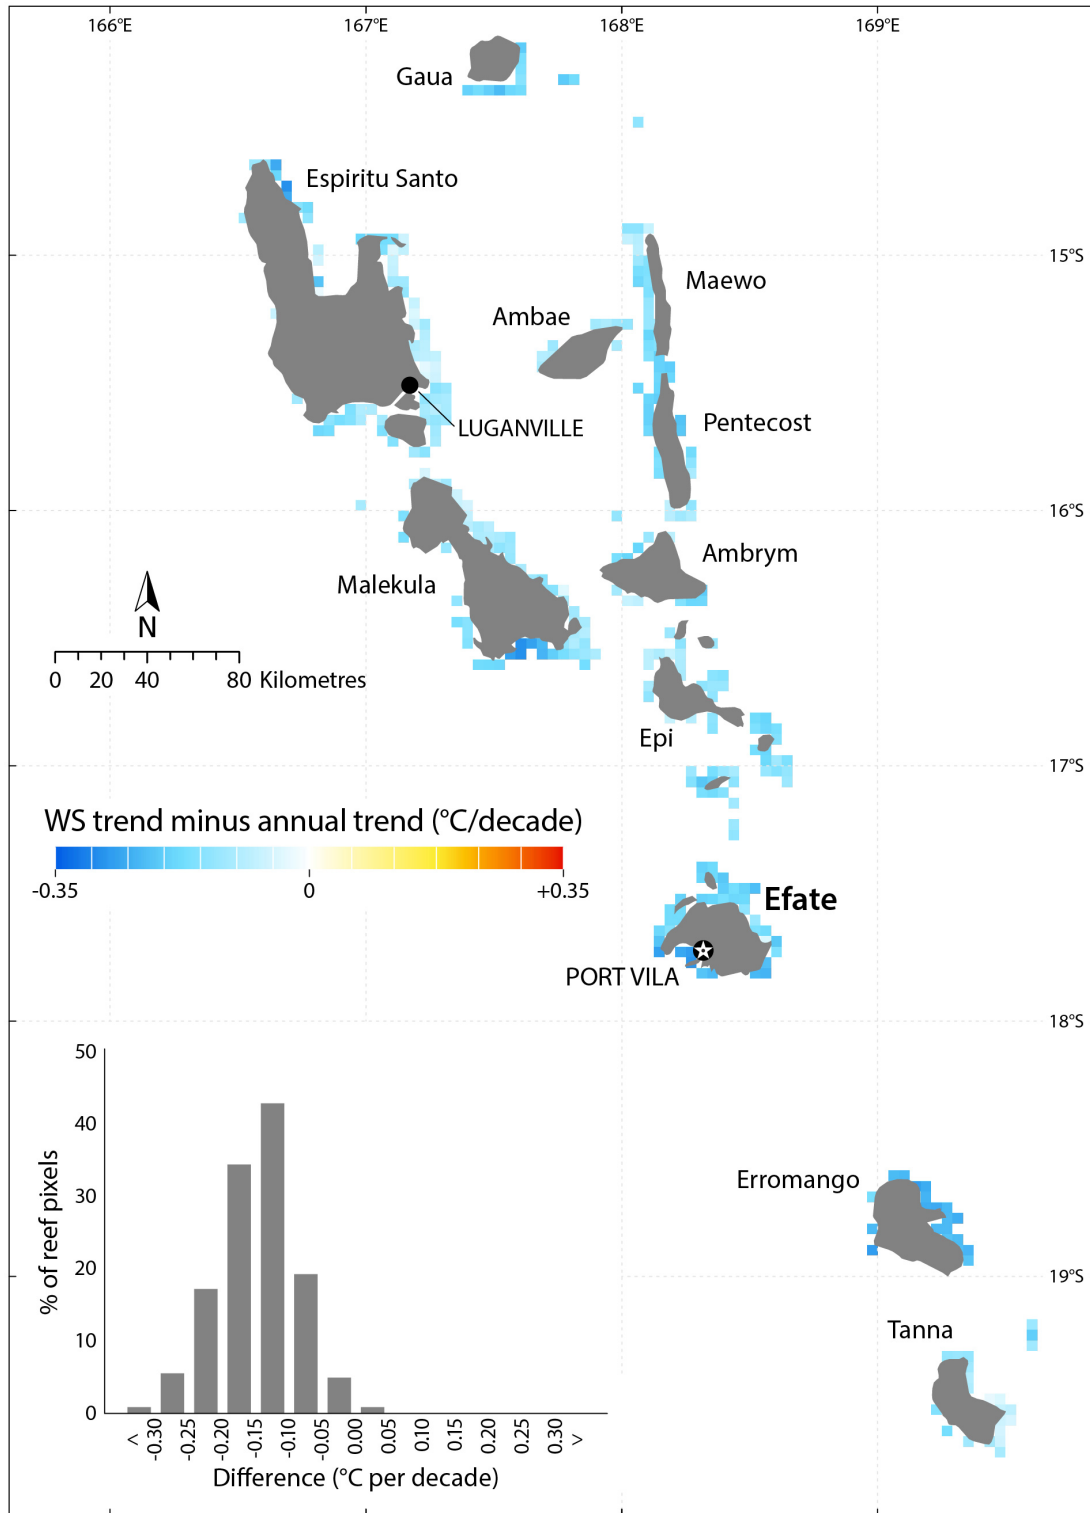 166°E 167°E 168°E 169°E
Gaua
Espiritu Santo
15°S
Maewo
Ambae
Pentecost
LUGANVILLE
16°S
Ambrym
Malekula
N
0 20 40 80 Kilometres
Epi
17°S
WS trend minus annual trend (°C/decade)
-0.35 0 +0.35
Efate
PORT VILA
18°S
50
40
30
20
10
0
% of reef pixels
< -0.30 -0.25 -0.20 -0.15 -0.10 -0.05 0.00 0.05 0.10 0.15 0.20 0.25 0.30 >
Difference (°C per decade)
Erromango
19°S
Tanna